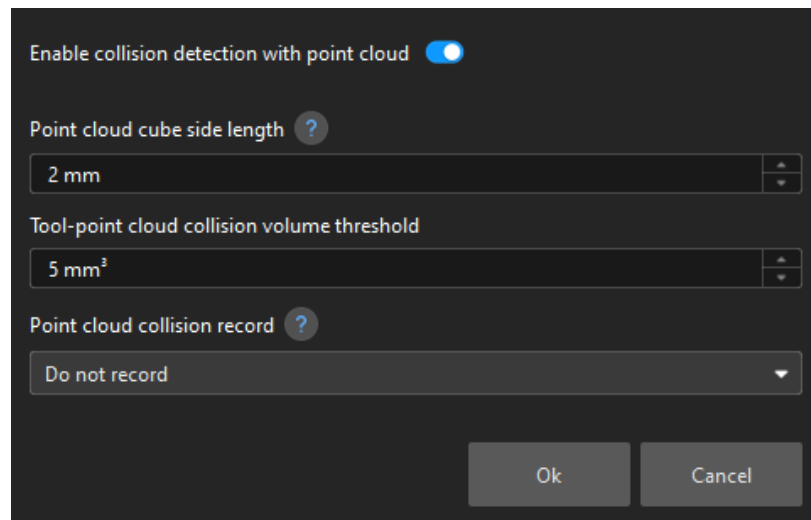 Enable collision detection with point cloud
Point cloud cube side length ?
2 mm
Tool-point cloud collision volume threshold
5 mm³
Point cloud collision record ?
Do not record
Ok Cancel